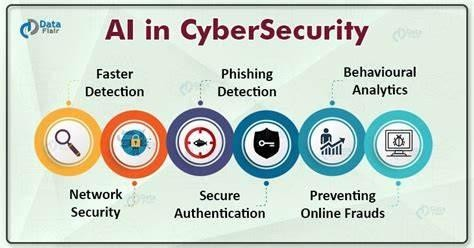 Data
Flair
AI in CyberSecurity
Faster
Detection
Phishing
Detection
Behavioural
Analytics
Network
Security
Secure
Authentication
Preventing
Online Frauds